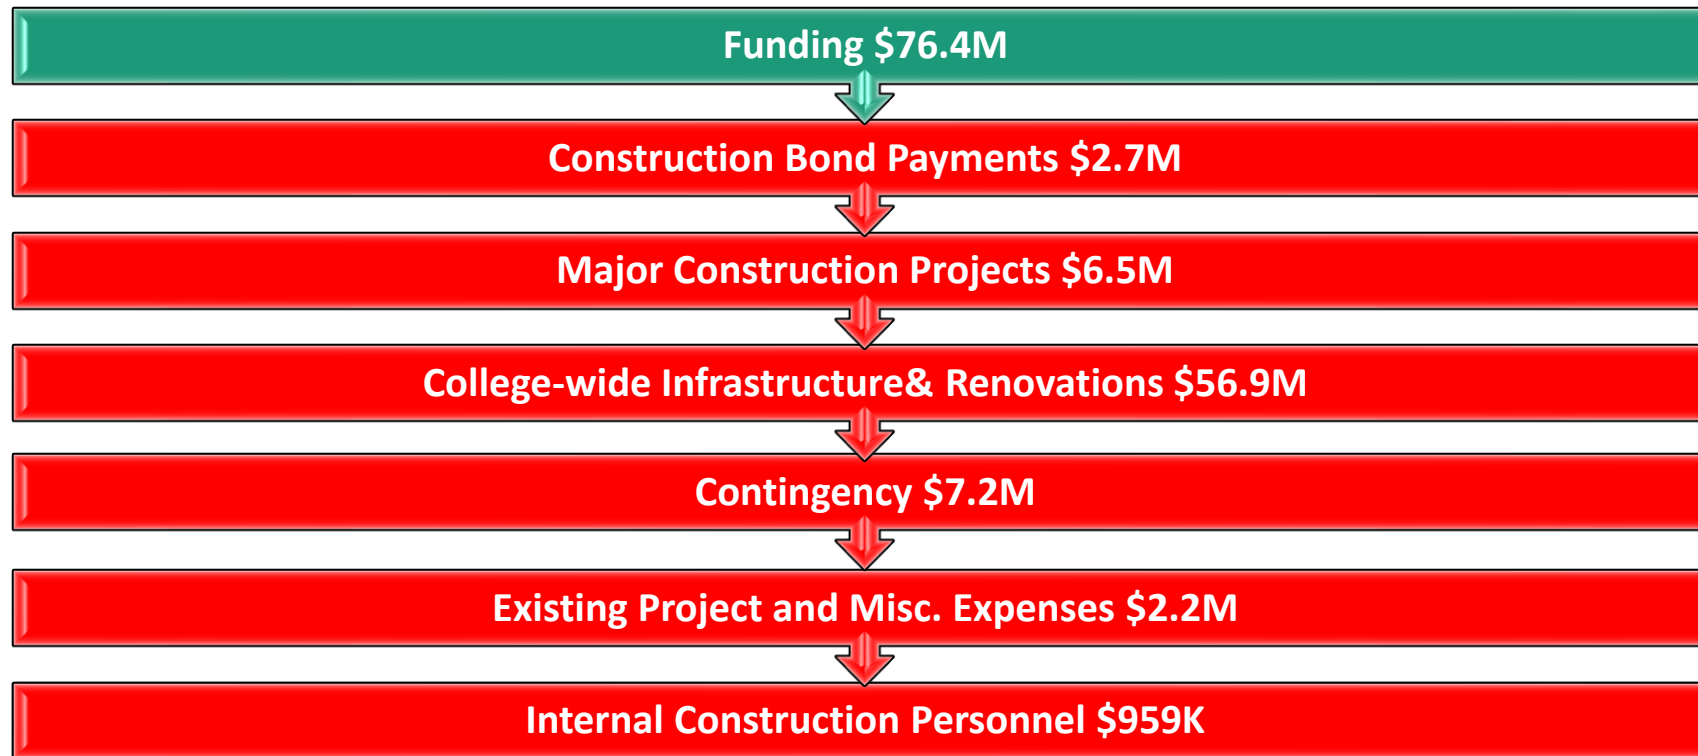 Funding $76.4M
Construction Bond Payments $2.7M
Major Construction Projects $6.5M
College-wide Infrastructure& Renovations $56.9M
Contingency $7.2M
Existing Project and Misc. Expenses $2.2M
Internal Construction Personnel $959K